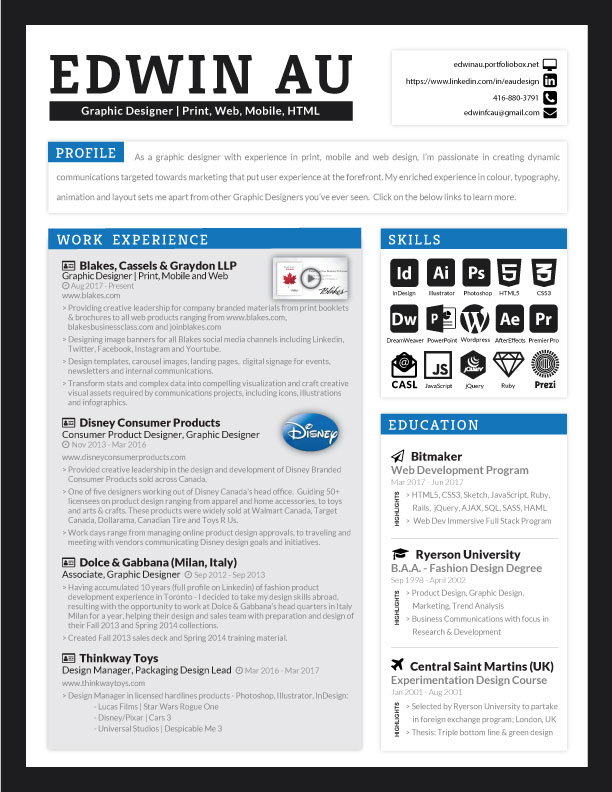 EDWIN AU
Graphic Designer | Print, Web, Mobile, HTML
edwinau.portfoliobox.net
https://www.linkedin.com/in/eaudesign
416-880-3791
edwinfcau@gmail.com
PROFILE
As a graphic designer with experience in print, mobile and web design, I'm passionate in creating dynamic
communications targeted towards marketing that put user experience at the forefront. My enriched experience in colour, typography,
animation and layout sets me apart from other Graphic Designers you've ever seen. Click on the below links to learn more.
WORK EXPERIENCE
Blakes, Cassels & Graydon LLP
Graphic Designer | Print, Mobile and Web
Aug 2017 - Present
www.blakes.com
Blakes
> Providing creative leadership for company branded materials from print booklets
& brochures to all web products ranging from www.blakes.com,
blakesbusinessclass.com and joinblakes.com
> Designing image banners for all Blakes social media channels including Linkedin,
Twitter, Facebook, Instagram and Yourtube.
> Design templates, carousel images, landing pages, digital signage for events,
newsletters and internal communications.
> Transform stats and complex data into compelling visualization and craft creative
visual assets required by communications projects, including icons, illustrations
and infographics.
Disney Consumer Products
Consumer Product Designer, Graphic Designer
Nov 2013 - Mar 2016
www.disneyconsumerproducts.com
Disney
> Provided creative leadership in the design and development of Disney Branded
Consumer Products sold across Canada.
> One of five designers working out of Disney Canada's head office. Guiding 50+
licensees on product design ranging from apparel and home accessories, to toys
and arts & crafts. These products were widely sold at Walmart Canada, Target
Canada, Dollarama, Canadian Tire and Toys R Us.
> Work days range from managing online product design approvals, to traveling and
meeting with vendors communicating Disney design goals and initiatives.
Dolce & Gabbana (Milan, Italy)
Associate, Graphic Designer Sep 2012 - Sep 2013
> Having accumulated 10 years (full profile on Linkedin) of fashion product
development experience in Toronto - I decided to take my design skills abroad,
resulting with the opportunity to work at Dolce & Gabbana's head quarters in Italy
Milan for a year, helping their design and sales team with preparation and design of
their Fall 2013 and Spring 2014 collections.
> Created Fall 2013 sales deck and Spring 2014 training material.
Thinkway Toys
Design Manager, Packaging Design Lead Mar 2016 - Mar 2017
www.thinkwaytoys.com
> Design Manager in licensed hardlines products - Photoshop, Illustrator, InDesign:
- Lucas Films | Star Wars Rogue One
- Disney/Pixar | Cars 3
- Universal Studios | Despicable Me 3
SKILLS
Id Ai Ps 5 3
InDesign Illustrator Photoshop HTML5 CSS3
Dw P W Ae Pr
DreamWeaver PowerPoint Wordpress AfterEffects Premier Pro
JS jQuery
CASL JavaScript jQuery Ruby Prezi
EDUCATION
Bitmaker
Web Development Program
Mar 2017 - Jun 2017
HIGHLIGHTS
> HTML5, CSS3, Sketch, JavaScript, Ruby,
Rails, jQuery, AJAX, SQL, SASS, HAML
> Web Dev Immersive Full Stack Program
Ryerson University
B.A.A. - Fashion Design Degree
Sep 1998 - April 2002
HIGHLIGHTS
> Product Design, Graphic Design,
Marketing, Trend Analysis
> Business Communications with focus in
Research & Development
Central Saint Martins (UK)
Experimentation Design Course
Jan 2001 - Aug 2001
HIGHLIGHTS
> Selected by Ryerson University to partake
in foreign exchange program; London, UK
> Thesis: Triple bottom line & green design